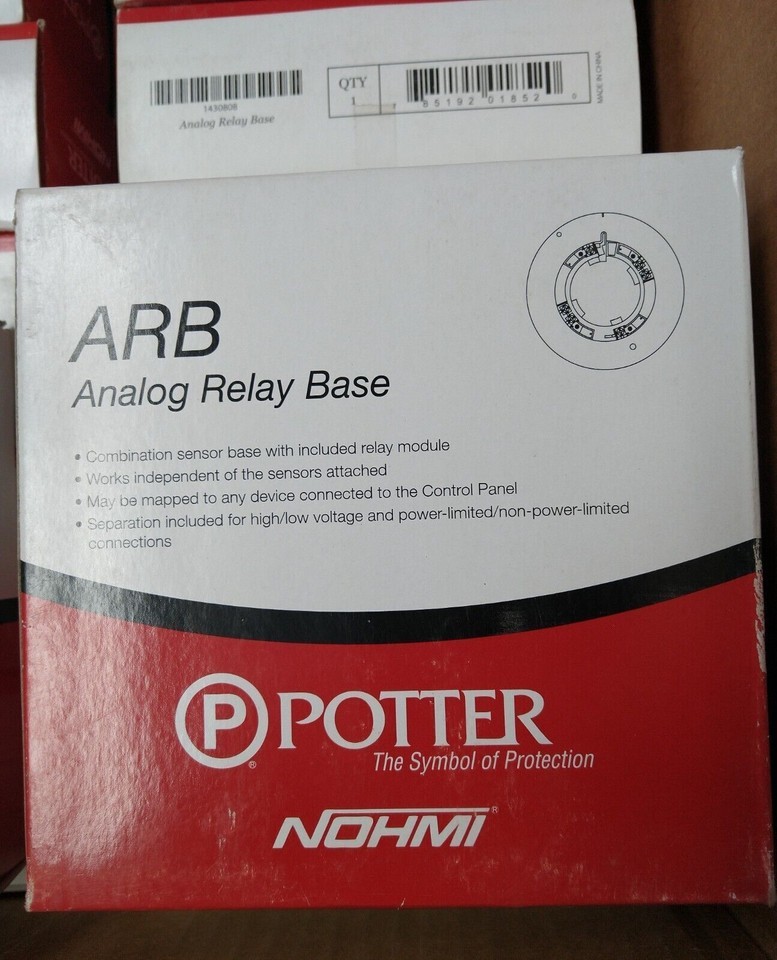 1430808
Analog Relay Base
QTY
1
85192 01852 0
MADE IN CHINA
POTTER
ARB
Analog Relay Base
• Combination sensor base with included relay module
• Works independent of the sensors attached
• May be mapped to any device connected to the Control Panel
• Separation included for high/low voltage and power-limited/non-power-limited
connections
P POTTER
®
The Symbol of Protection
NOHMI®